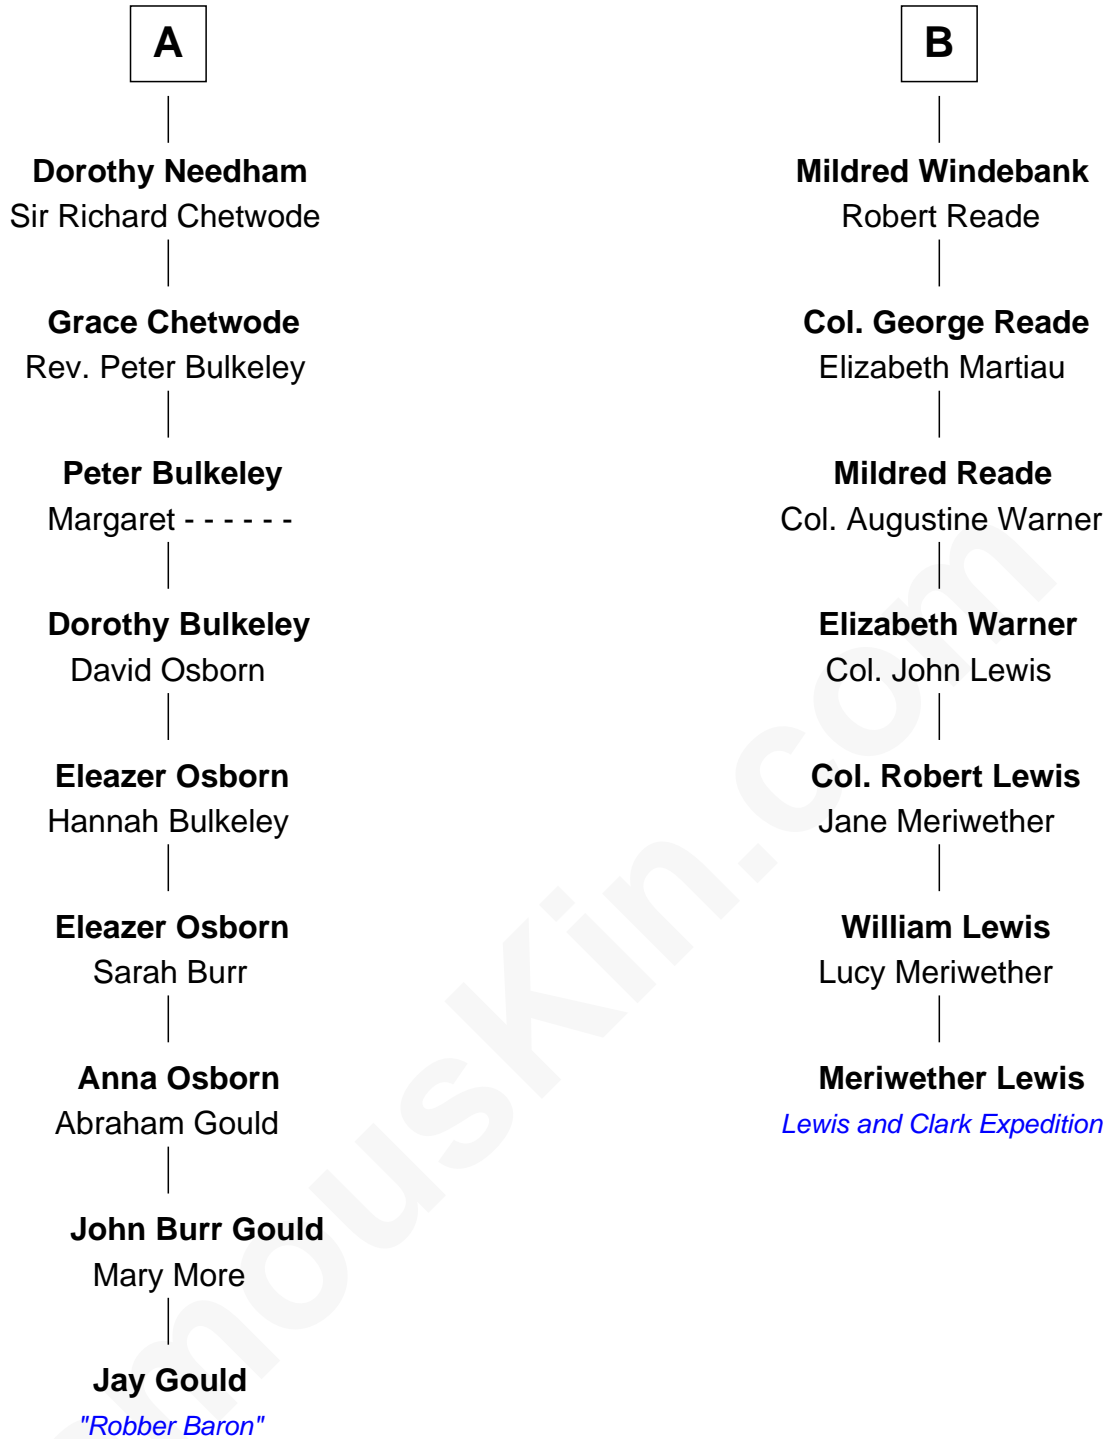 A
Dorothy Needham
Sir Richard Chetwode
Grace Chetwode
Rev. Peter Bulkeley
Peter Bulkeley
Margaret - - - - - -
Dorothy Bulkeley
David Osborn
Eleazer Osborn
Hannah Bulkeley
Eleazer Osborn
Sarah Burr
Anna Osborn
Abraham Gould
John Burr Gould
Mary More
Jay Gould
"Robber Baron"
B
Mildred Windebank
Robert Reade
Col. George Reade
Elizabeth Martiau
Mildred Reade
Col. Augustine Warner
Elizabeth Warner
Col. John Lewis
Col. Robert Lewis
Jane Meriwether
William Lewis
Lucy Meriwether
Meriwether Lewis
Lewis and Clark Expedition
mousKin.com